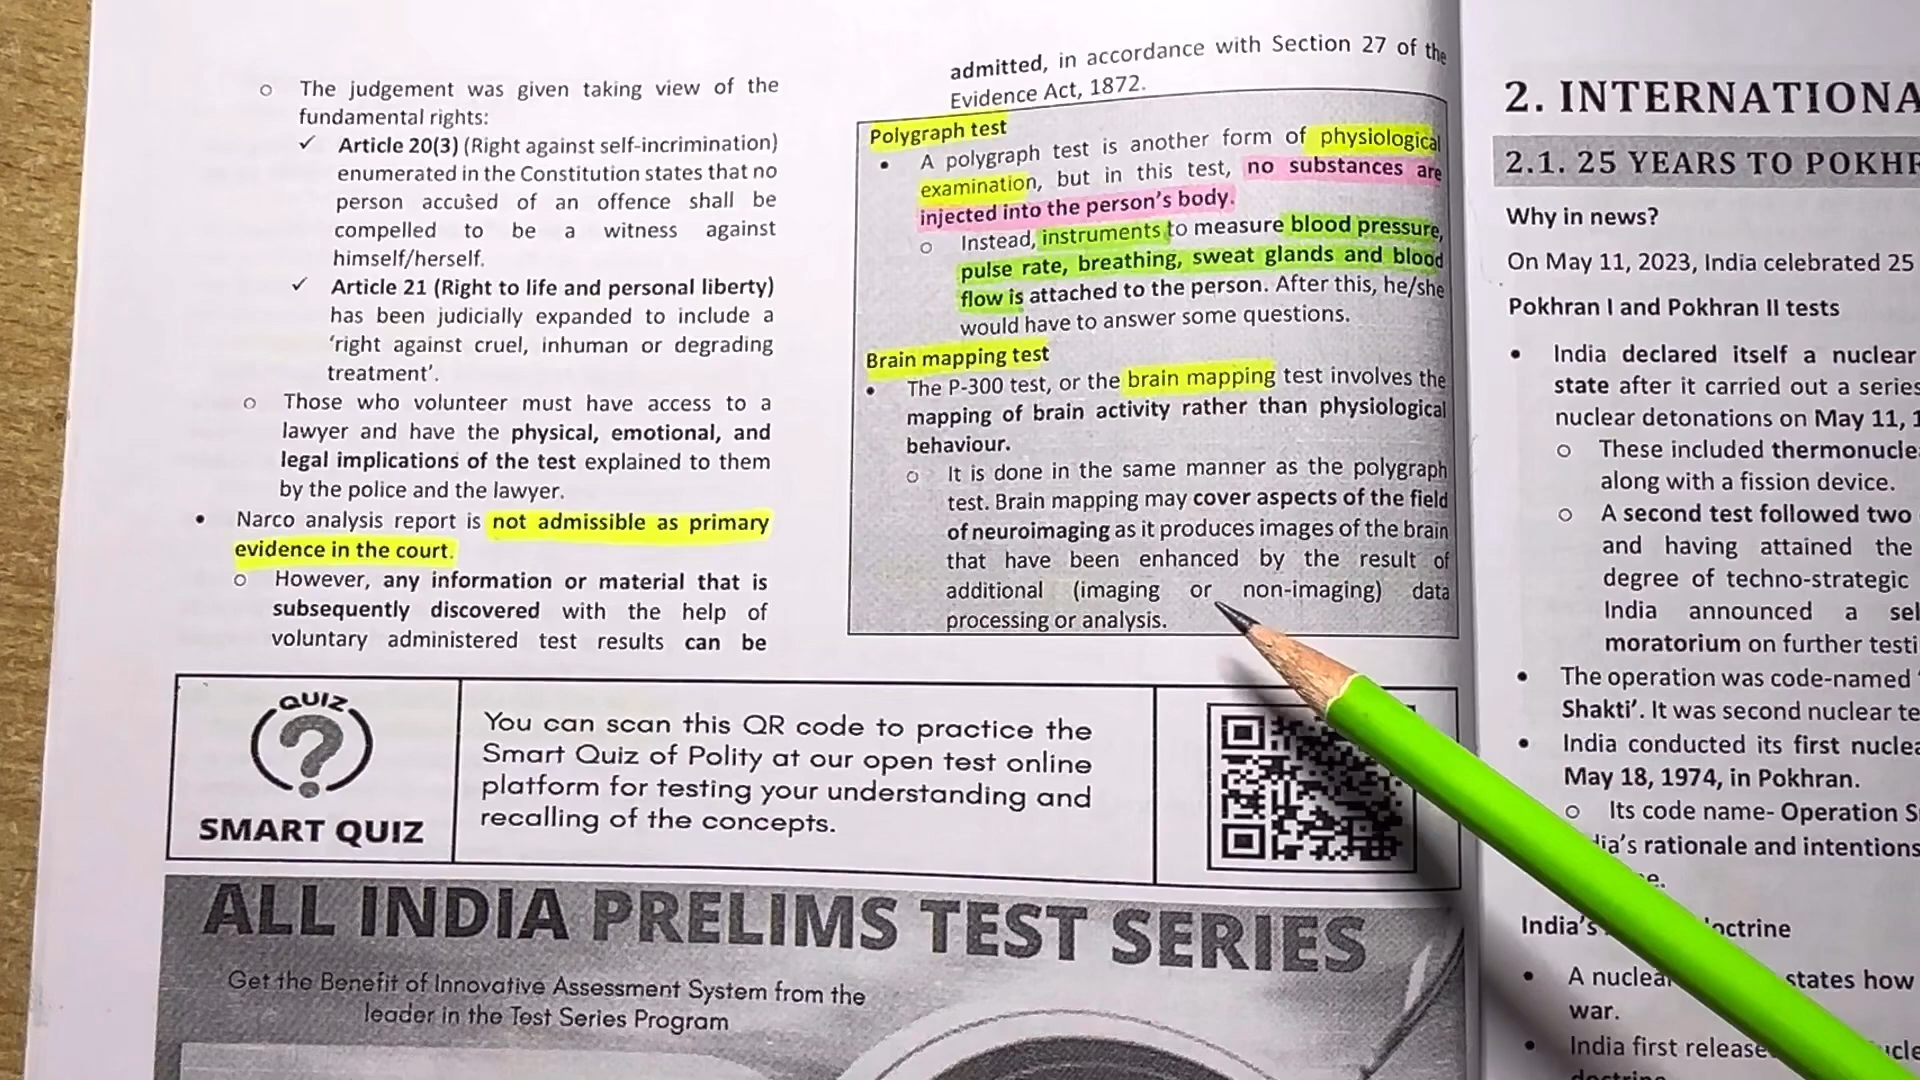 ○ The judgement was given taking view of the
fundamental rights:
✓ Article 20(3) (Right against self-incrimination)
enumerated in the Constitution states that no
person accused of an offence shall be
compelled to be a witness against
himself/herself.
✓ Article 21 (Right to life and personal liberty)
has been judicially expanded to include a
‘right against cruel, inhuman or degrading
treatment’.
○ Those who volunteer must have access to a
lawyer and have the physical, emotional, and
legal implications of the test explained to them
by the police and the lawyer.
• Narco analysis report is not admissible as primary
evidence in the court.
○ However, any information or material that is
subsequently discovered with the help of
voluntary administered test results can be
admitted, in accordance with Section 27 of the
Evidence Act, 1872.
Polygraph test
• A polygraph test is another form of physiological
examination, but in this test, no substances are
injected into the person’s body.
○ Instead, instruments to measure blood pressure,
pulse rate, breathing, sweat glands and blood
flow is attached to the person. After this, he/she
would have to answer some questions.
Brain mapping test
• The P-300 test, or the brain mapping test involves the
mapping of brain activity rather than physiological
behaviour.
○ It is done in the same manner as the polygraph
test. Brain mapping may cover aspects of the field
of neuroimaging as it produces images of the brain
that have been enhanced by the result of
additional (imaging or non-imaging) data
processing or analysis.
QUIZ
?
SMART QUIZ
You can scan this QR code to practice the
Smart Quiz of Polity at our open test online
platform for testing your understanding and
recalling of the concepts.
ALL INDIA PRELIMS TEST SERIES
Get the Benefit of Innovative Assessment System from the
leader in the Test Series Program
2. INTERNATIONA
2.1. 25 YEARS TO POKHR
Why in news?
On May 11, 2023, India celebrated 25
Pokhran I and Pokhran II tests
• India declared itself a nuclear
state after it carried out a series
nuclear detonations on May 11, 1
○ These included thermonucle
along with a fission device.
○ A second test followed two
and having attained the
degree of techno-strategic
India announced a sel
moratorium on further testi
• The operation was code-named ‘
Shakti’. It was second nuclear te
• India conducted its first nuclea
May 18, 1974, in Pokhran.
○ Its code name- Operation S
ia’s rationale and intentions
e.
India’s octrine
• A nuclear states how
war.
• India first release ucle
doctrine